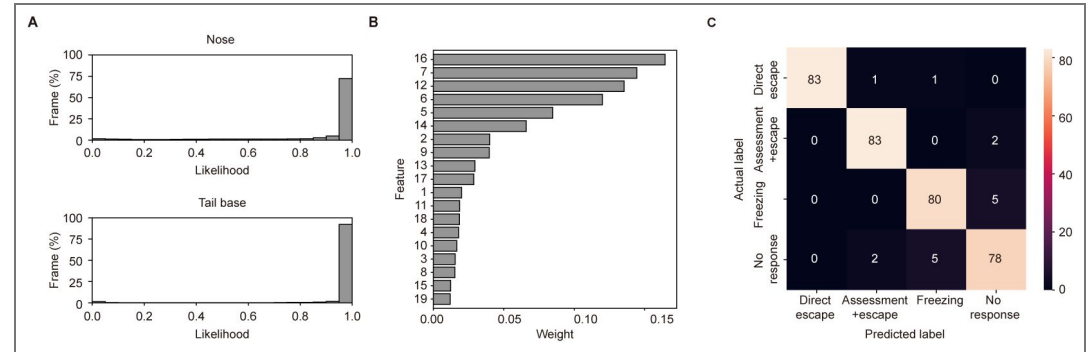 A
Nose
100
75
50
25
0
Frame (%)
0.0 0.2 0.4 0.6 0.8 1.0
Likelihood
Tail base
100
75
50
25
0
Frame (%)
0.0 0.2 0.4 0.6 0.8 1.0
Likelihood
B
Feature
16
7
12
6
5
14
2
9
13
17
1
11
18
4
10
3
8
15
19
0.00 0.05 0.10 0.15
Weight
C
Actual label
Direct
escape
83 1 1 0
Assessment
+escape
0 83 0 2
Freezing
0 0 80 5
No
response
0 2 5 78
Direct
escape
Assessment
+escape
Freezing
No
response
Predicted label
80
60
40
20
0